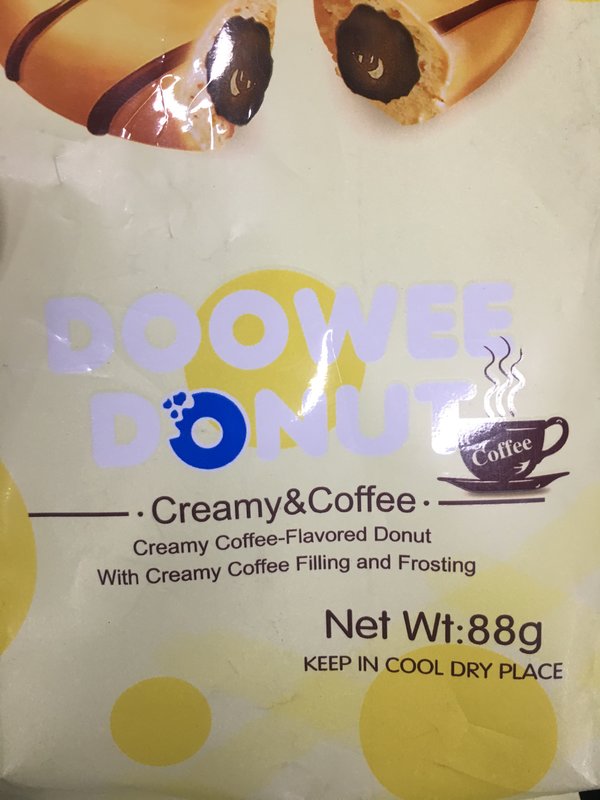 DOOWEE
DONUT
Coffee
· Creamy&Coffee ·
Creamy Coffee-Flavored Donut
With Creamy Coffee Filling and Frosting
Net Wt:88g
KEEP IN COOL DRY PLACE